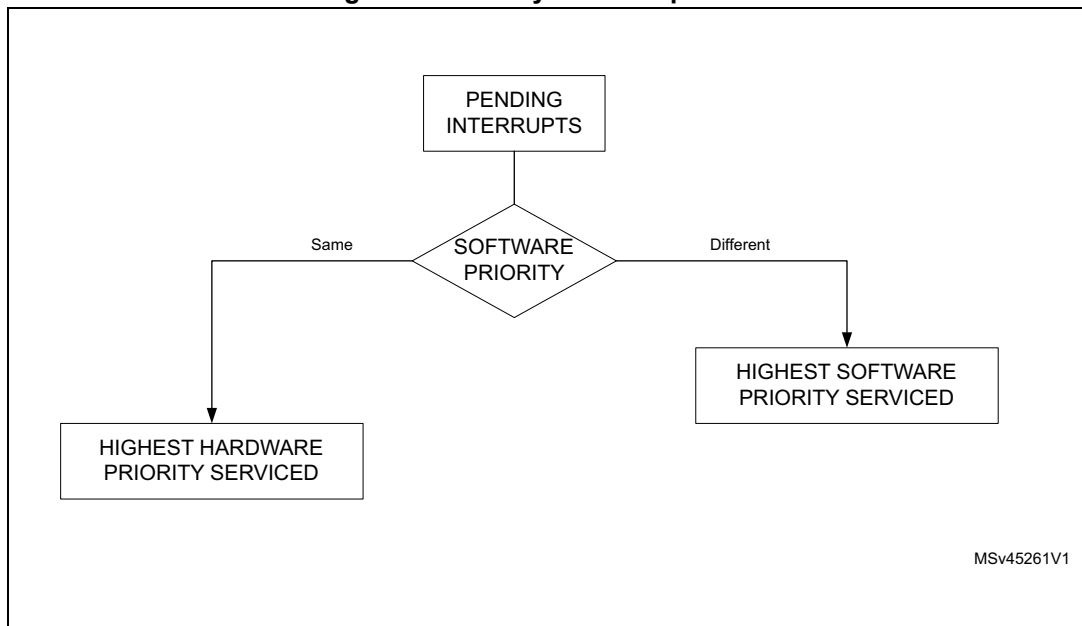 PENDING
INTERRUPTS
Same
SOFTWARE
PRIORITY
Different
HIGHEST SOFTWARE
PRIORITY SERVICED
HIGHEST HARDWARE
PRIORITY SERVICED
MSv45261V1